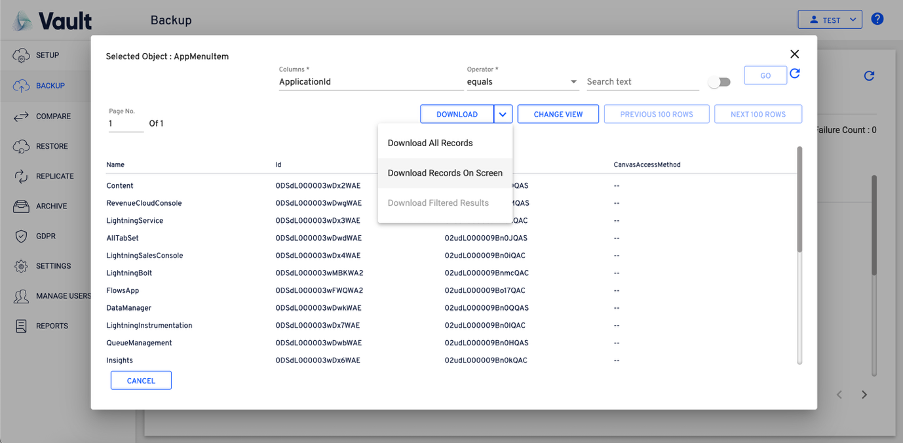 Vault
Backup
TEST
?
SETUP
BACKUP
COMPARE
RESTORE
REPLICATE
ARCHIVE
GDPR
SETTINGS
MANAGE USERS
REPORTS
Failure Count : 0
Selected Object : AppMenuItem
Columns *
ApplicationId
Operator *
equals
Search text
GO
Page No.
1
Of 1
DOWNLOAD
CHANGE VIEW
PREVIOUS 100 ROWS
NEXT 100 ROWS
Download All Records
Download Records On Screen
Download Filtered Results
Name Id CanvasAccessMethod
Content 0DSdL000003wDx2WAE QAS --
RevenueCloudConsole 0DSdL000003wDwgWAE QAS --
LightningService 0DSdL000003wDx3WAE QAS --
AllTabSet 0DSdL000003wDwdWAE 02udL000009Bn0JQAS --
LightningSalesConsole 0DSdL000003wDx4WAE 02udL000009Bn0iQAC --
LightningBolt 0DSdL000003wMBKWA2 02udL000009BnmcQAC --
FlowsApp 0DSdL000003wFWQWA2 02udL000009Bo17QAC --
DataManager 0DSdL000003wDwkWAE 02udL000009Bn0QQAS --
LightningInstrumentation 0DSdL000003wDx7WAE 02udL000009Bn0lQAC --
QueueManagement 0DSdL000003wDwbWAE 02udL000009Bn0HQAS --
Insights 0DSdL000003wDx6WAE 02udL000009Bn0kQAC --
CANCEL